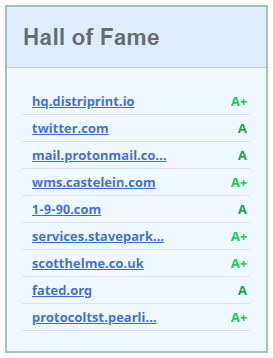 Hall of Fame
hq.distriprint.io A+
twitter.com A
mail.protonmail.co... A
wms.castelein.com A+
1-9-90.com A
services.stavepark... A+
scotthelme.co.uk A+
fated.org A
protocoltst.pearli... A+